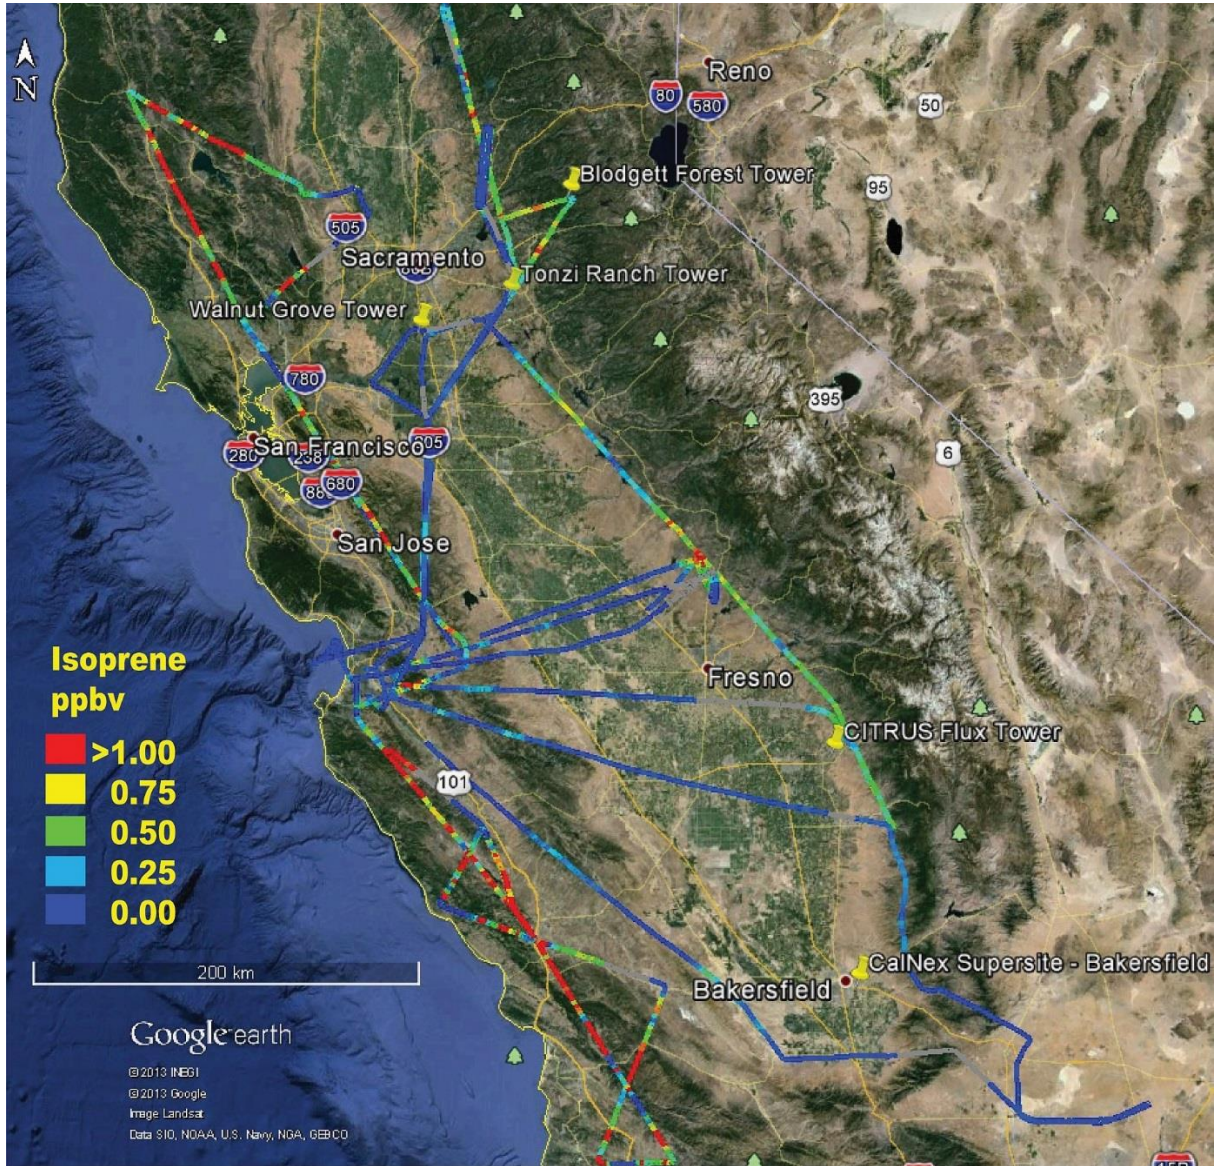 N
Reno
80
580
50
95
Blodgett Forest Tower
505
Sacramento
Tonzi Ranch Tower
Walnut Grove Tower
780
395
6
280
San Francisco
680
San Jose
Isoprene
ppbv
>1.00
0.75
0.50
0.25
0.00
Fresno
CITRUS Flux Tower
101
200 km
CalNex Supersite - Bakersfield
Bakersfield
Google earth
©2013 INEGI
©2013 Google
Image Landsat
Data SIO, NOAA, U.S. Navy, NGA, GEBCO